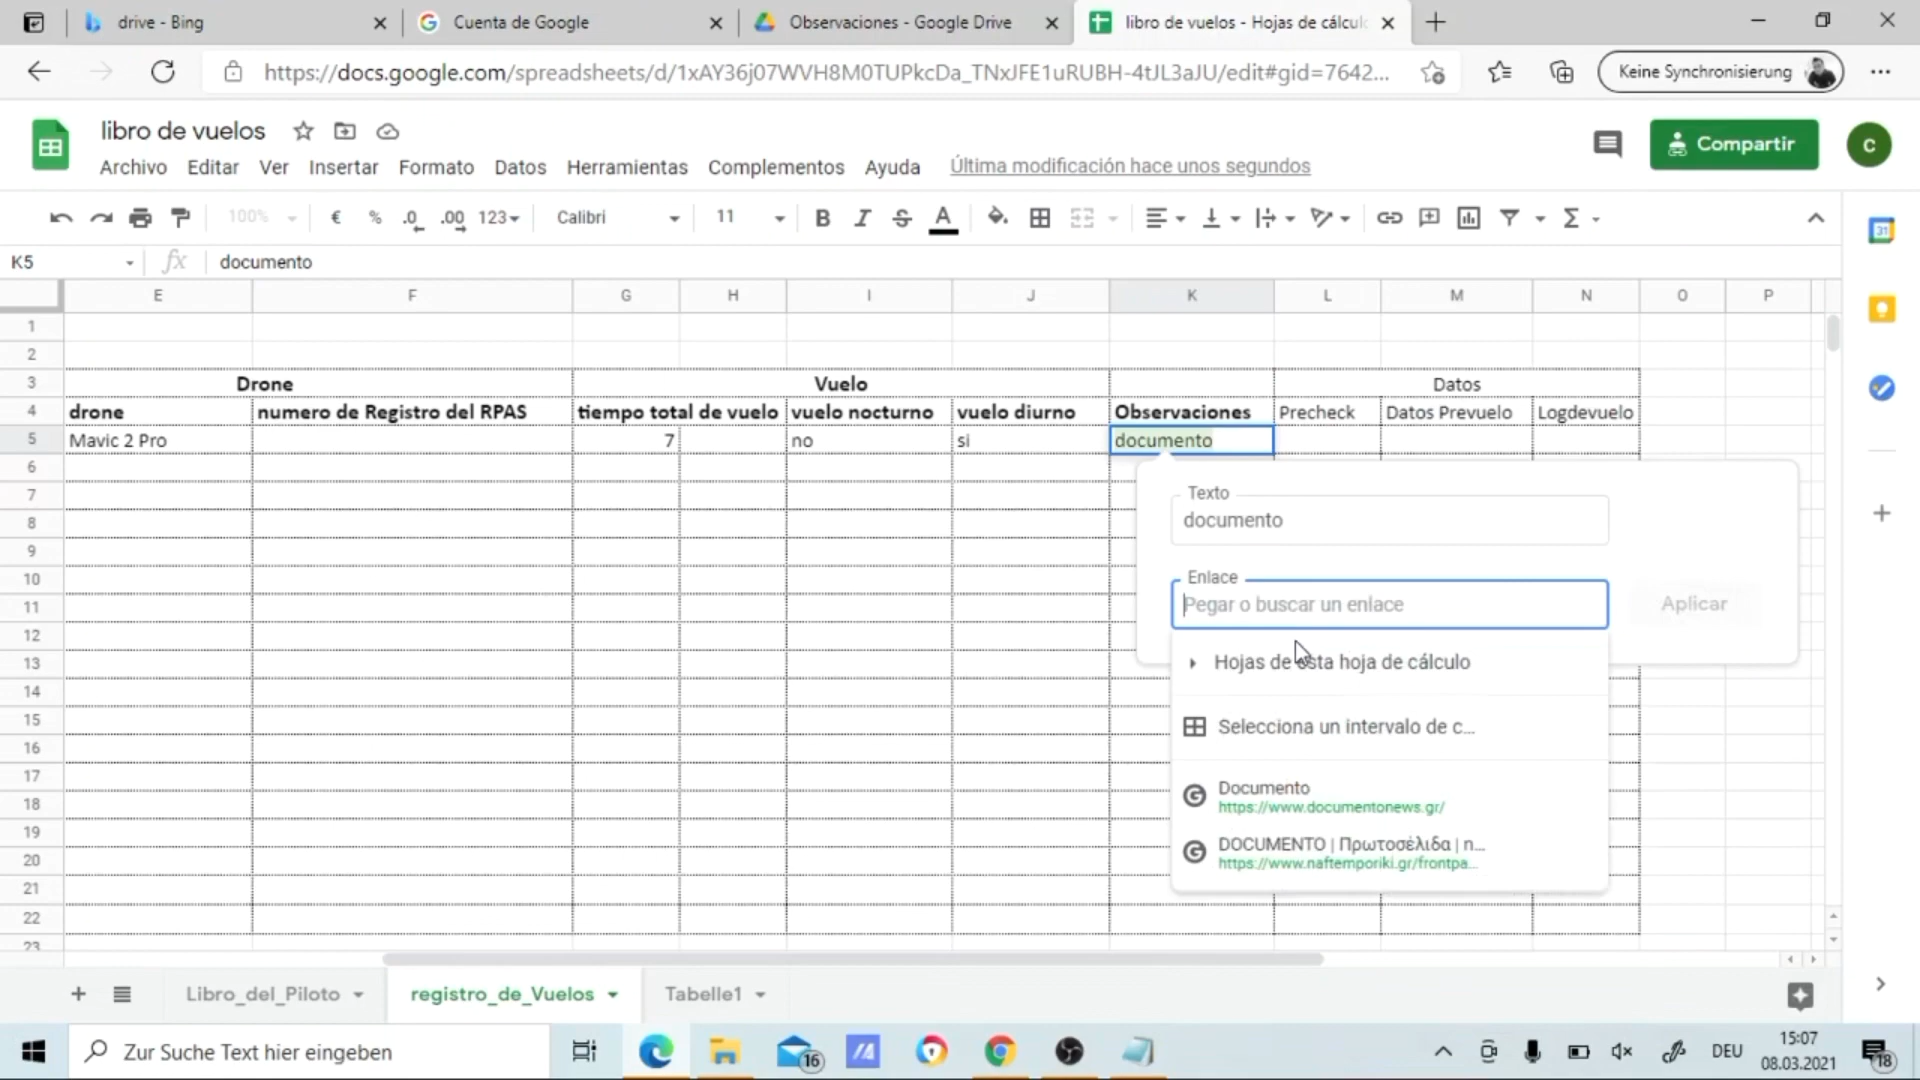 drive - Bing
Cuenta de Google
Observaciones - Google Drive
libro de vuelos - Hojas de cálculo
https://docs.google.com/spreadsheets/d/1xAY36j07WVH8M0TUPkcDa_TNxJFE1uRUBH-4tJL3aJU/edit#gid=7642...
Keine Synchronisierung
libro de vuelos
Archivo Editar Ver Insertar Formato Datos Herramientas Complementos Ayuda Última modificación hace unos segundos
Compartir
C
100% € % .0 .00 123 Calibri 11 B I S A Σ
31
K5 fx documento
E F G H I J K L M N O P
1
2
3 Drone Vuelo Datos
4 drone numero de Registro del RPAS tiempo total de vuelo vuelo nocturno vuelo diurno Observaciones Precheck Datos Prevuelo Logdevuelo
5 Mavic 2 Pro 7 no si documento
6
7
8
9
10
11
12
13
14
15
16
17
18
19
20
21
22
23
Texto
documento
Enlace
Pegar o buscar un enlace
Aplicar
Hojas de esta hoja de cálculo
Selecciona un intervalo de c...
Documento
https://www.documentonews.gr/
DOCUMENTO | Πρωτοσέλιδα | n...
https://www.naftemporiki.gr/frontpa...
Libro_del_Piloto registro_de_Vuelos Tabelle1
Zur Suche Text hier eingeben
16
DEU
15:07
08.03.2021
18